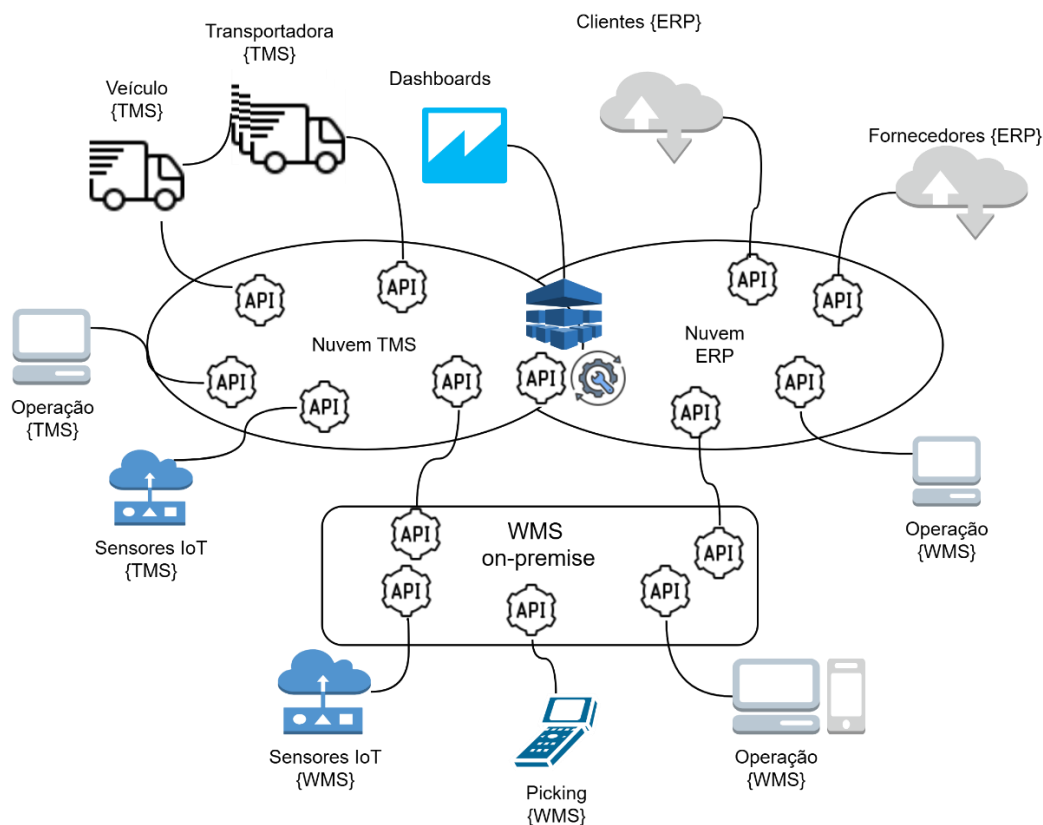 Transportadora
{TMS}
Clientes {ERP}
Veículo
{TMS}
Dashboards
Fornecedores {ERP}
API
API
API
API
Nuvem TMS
Nuvem
ERP
API
API
API
API
API
API
API
Operação
{TMS}
Sensores IoT
{TMS}
Operação
{WMS}
WMS
on-premise
API
API
API
API
API
Sensores IoT
{WMS}
Picking
{WMS}
Operação
{WMS}